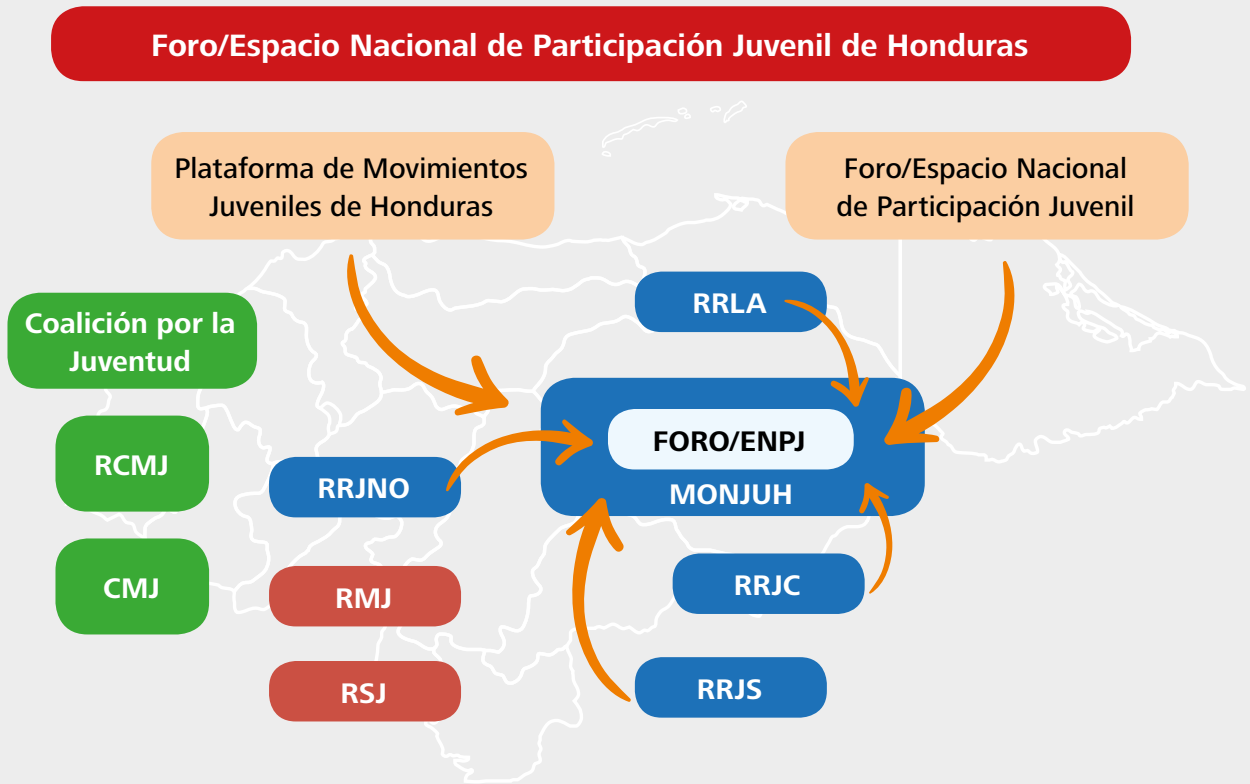 Foro/Espacio Nacional de Participación Juvenil de Honduras
Plataforma de Movimientos
Juveniles de Honduras
Foro/Espacio Nacional
de Participación Juvenil
RRLA
Coalición por la
Juventud
FORO/ENPJ
MONJUH
RCMJ
RRJNO
CMJ
RMJ
RRJC
RSJ
RRJS